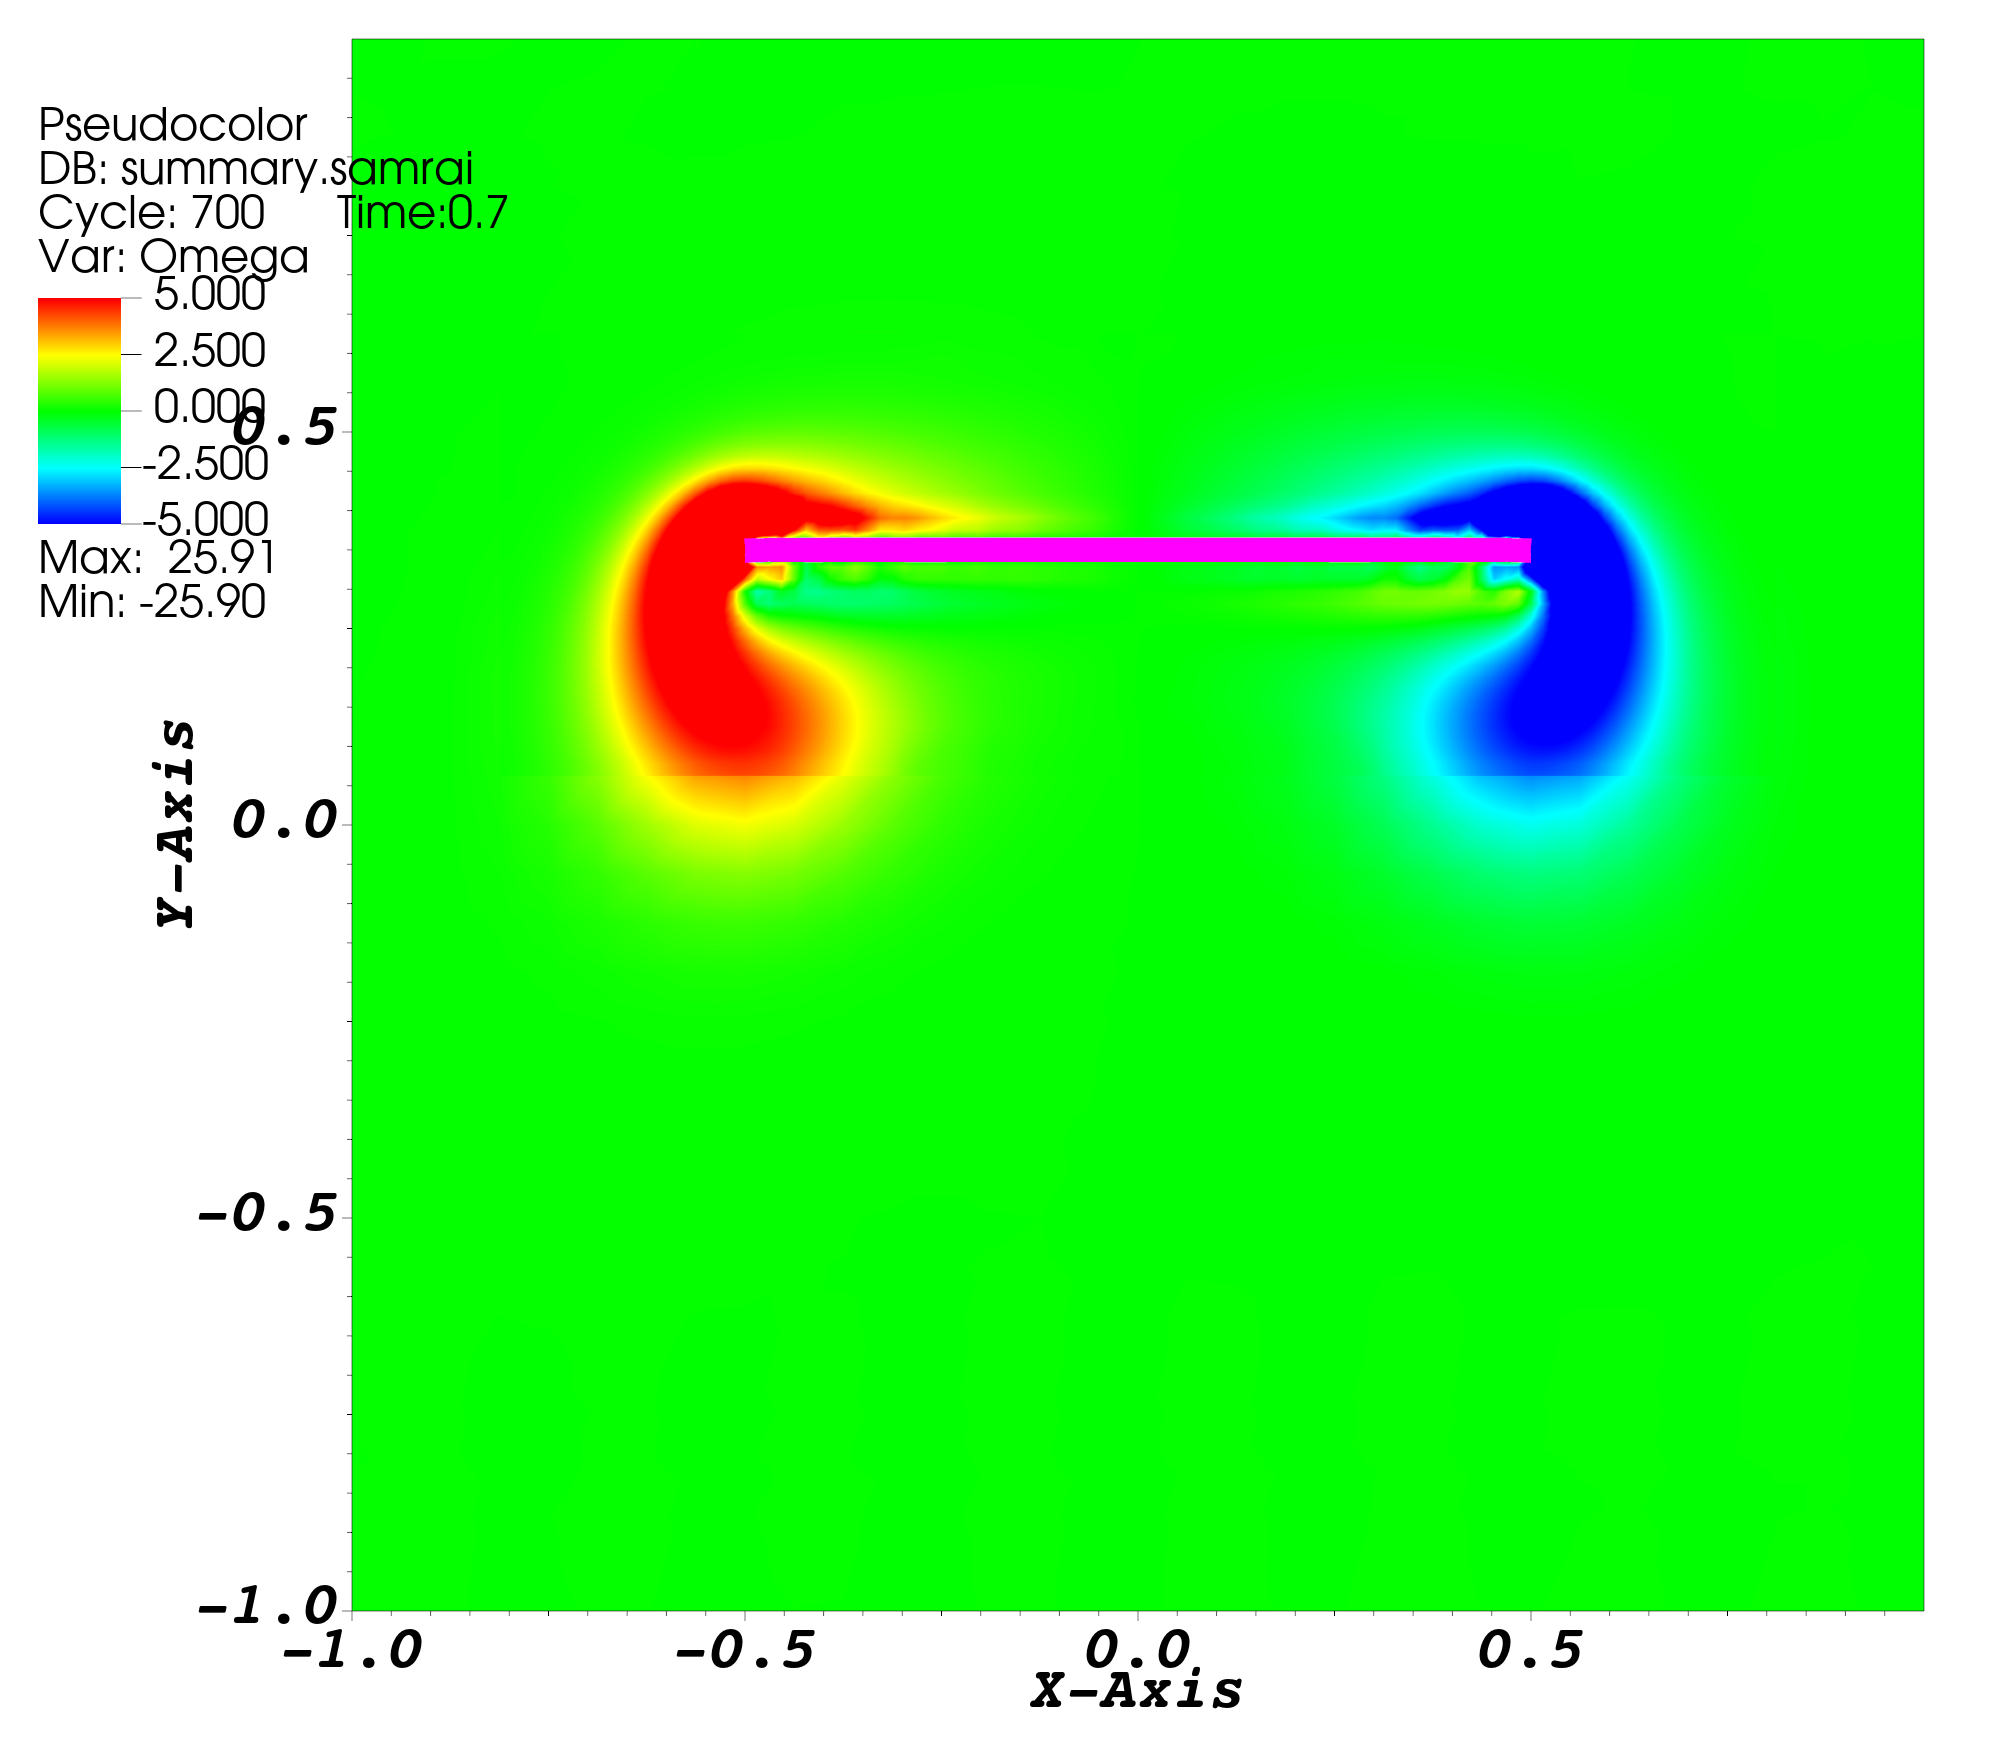 Pseudocolor
DB: summary.samrai
Cycle: 700 Time:0.7
Var: Omega
5.000
2.500
0.000
-2.500
-5.000
Max: 25.91
Min: -25.90
0.5
0.0
-0.5
-1.0
Y-Axis
-1.0 -0.5 0.0 0.5
X-Axis